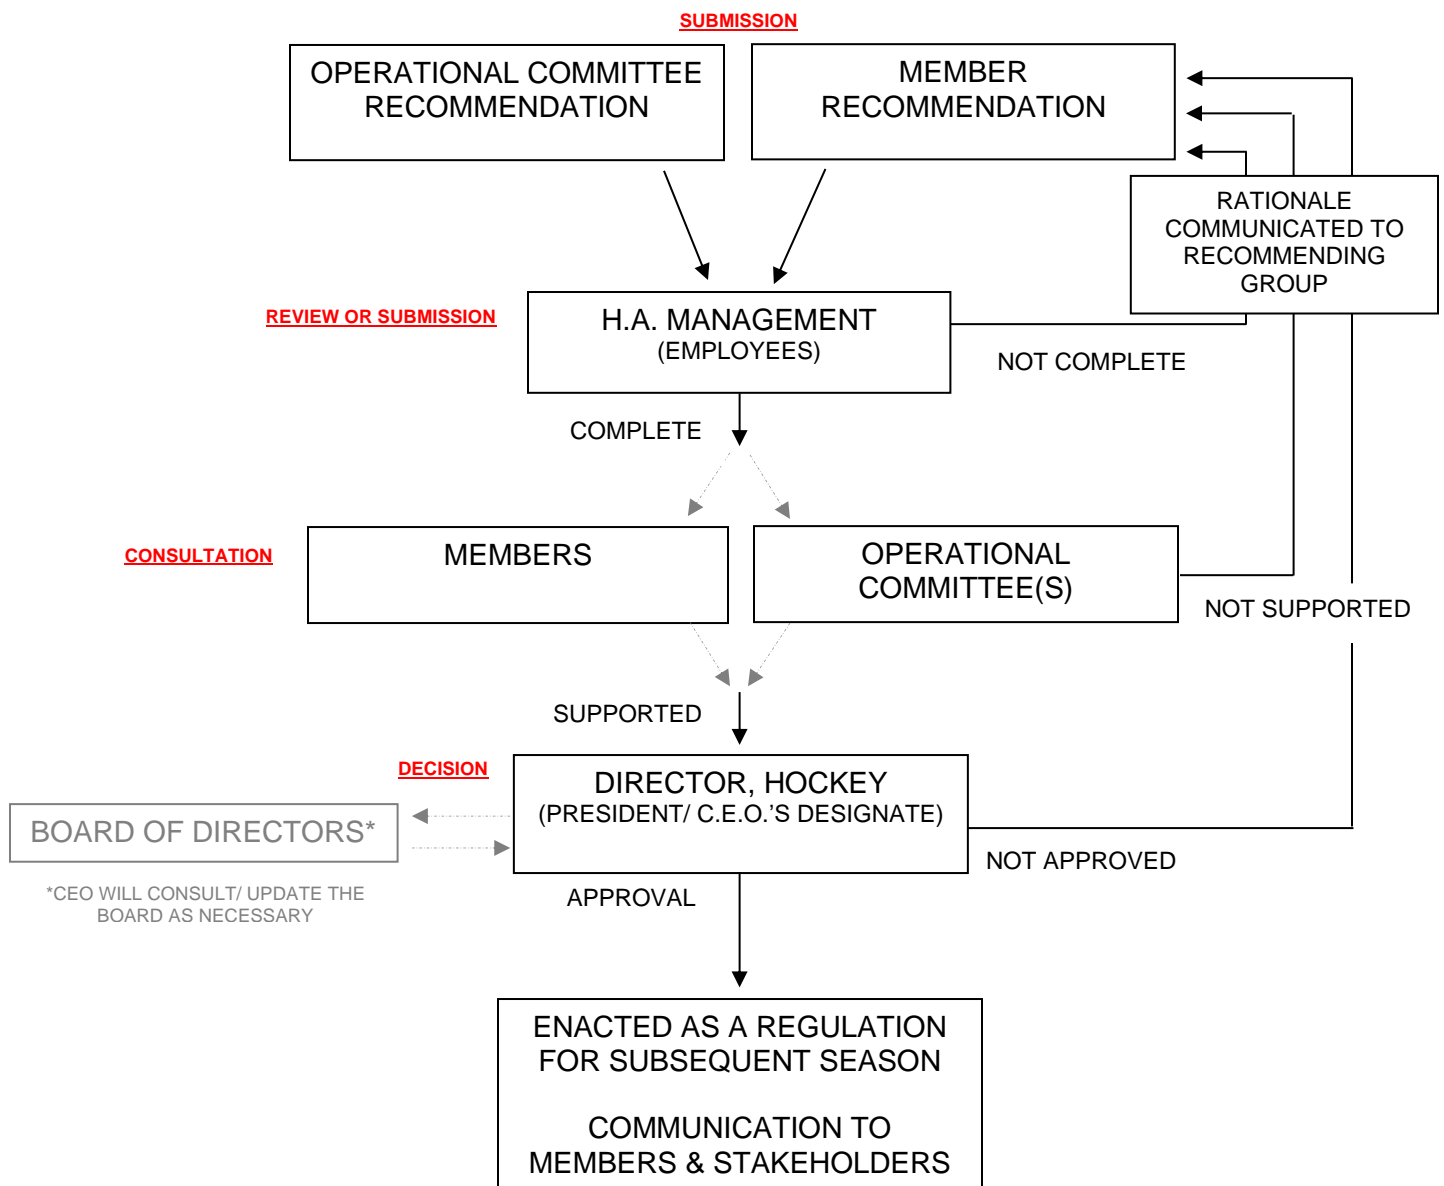 SUBMISSION
OPERATIONAL COMMITTEE
RECOMMENDATION
MEMBER
RECOMMENDATION
RATIONALE
COMMUNICATED TO
RECOMMENDING
GROUP
REVIEW OR SUBMISSION
H.A. MANAGEMENT
(EMPLOYEES)
NOT COMPLETE
COMPLETE
CONSULTATION
MEMBERS
OPERATIONAL
COMMITTEE(S)
NOT SUPPORTED
SUPPORTED
DECISION
DIRECTOR, HOCKEY
(PRESIDENT/ C.E.O.’S DESIGNATE)
BOARD OF DIRECTORS*
NOT APPROVED
*CEO WILL CONSULT/ UPDATE THE
BOARD AS NECESSARY
APPROVAL
ENACTED AS A REGULATION
FOR SUBSEQUENT SEASON
COMMUNICATION TO
MEMBERS & STAKEHOLDERS